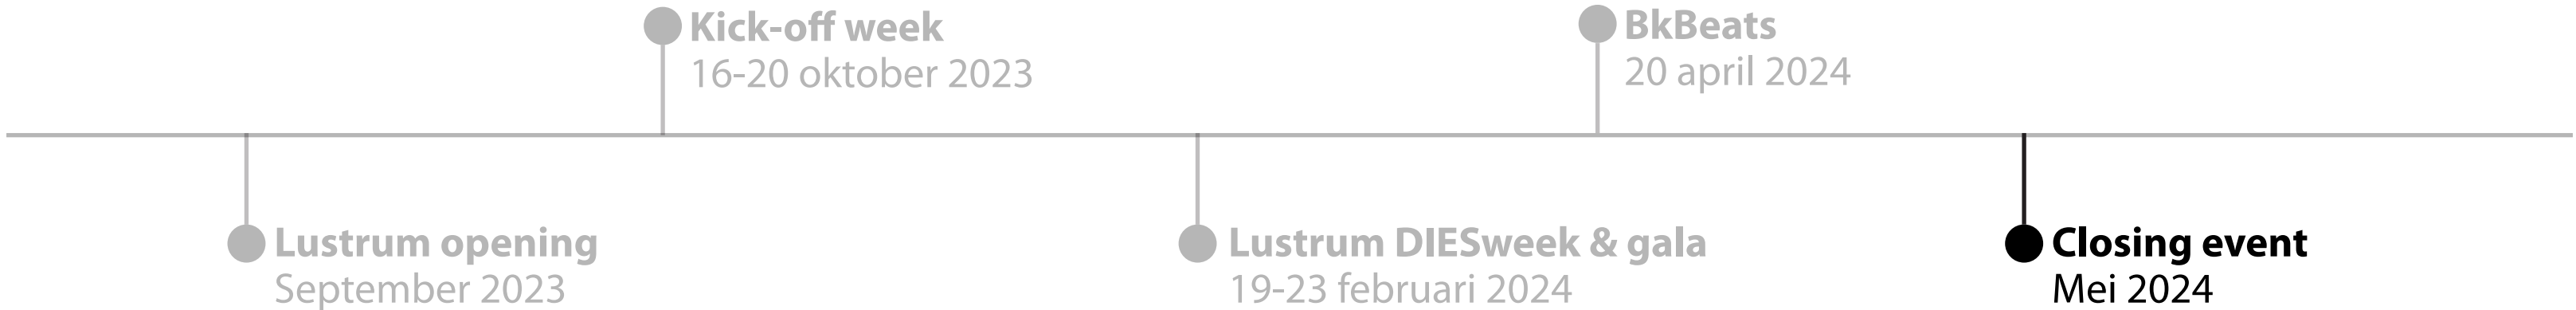 Kick-off week
16-20 oktober 2023
BkBeats
20 april 2024
Lustrum opening
September 2023
Lustrum DIESweek & gala
19-23 februari 2024
Closing event
Mei 2024